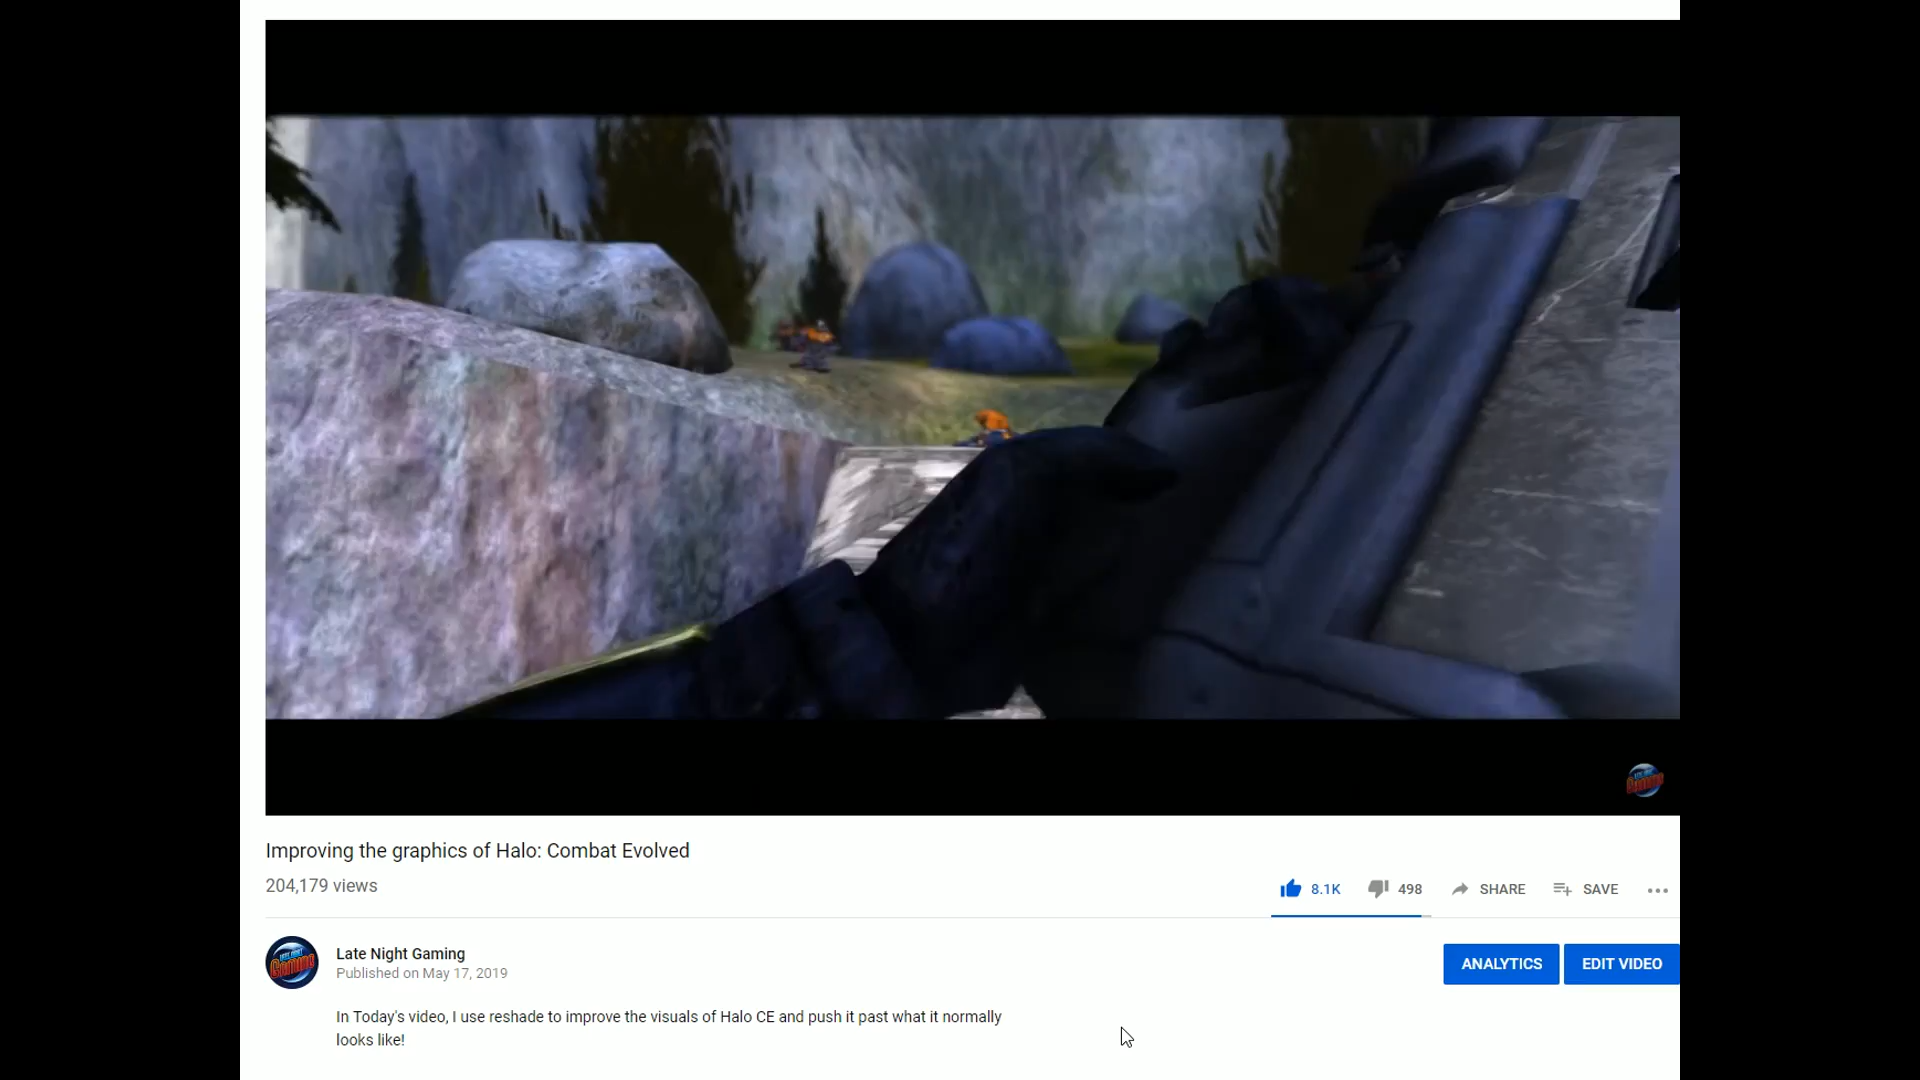 Improving the graphics of Halo: Combat Evolved
204,179 views
8.1K
498
SHARE
SAVE
Late Night Gaming
Published on May 17, 2019
ANALYTICS
EDIT VIDEO
In Today's video, I use reshade to improve the visuals of Halo CE and push it past what it normally
looks like!